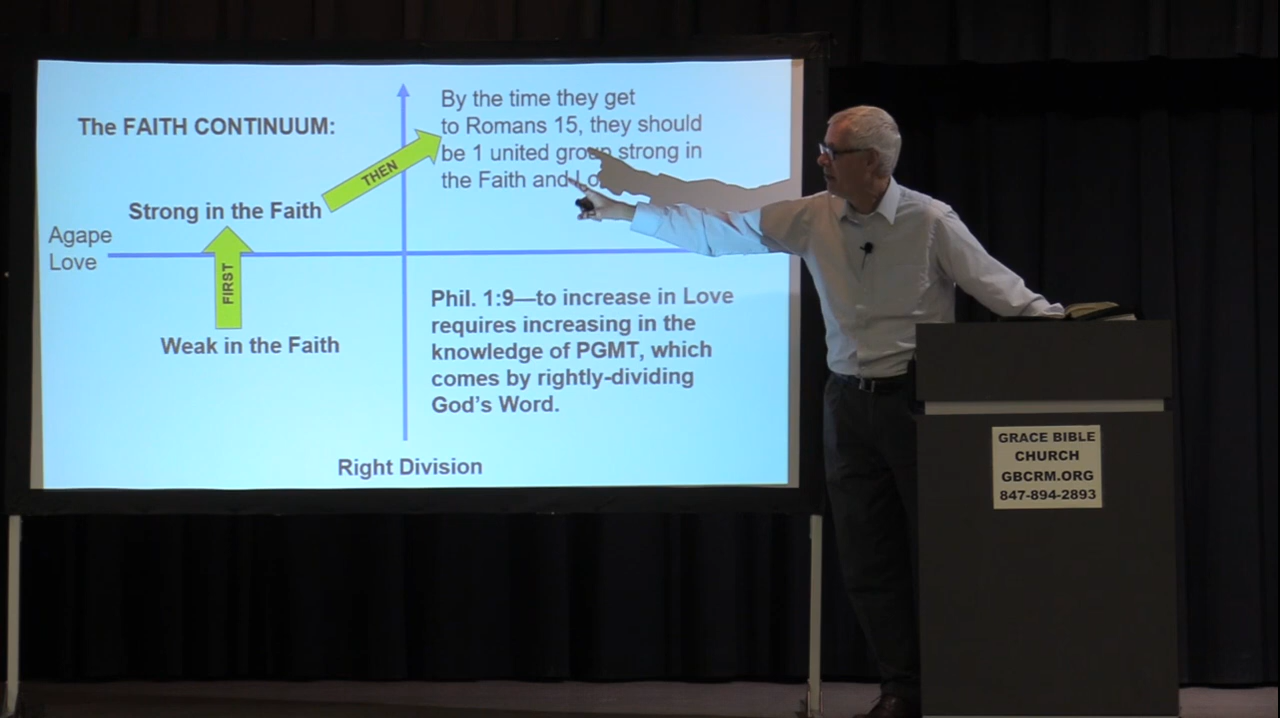 The FAITH CONTINUUM:
By the time they get
to Romans 15, they should
be 1 united group strong in
the Faith and
THEN
Strong in the Faith
Agape
Love
FIRST
Weak in the Faith
Phil. 1:9—to increase in Love
requires increasing in the
knowledge of PGMT, which
comes by rightly-dividing
God's Word.
Right Division
GRACE BIBLE
CHURCH
GBCRM.ORG
847-894-2893